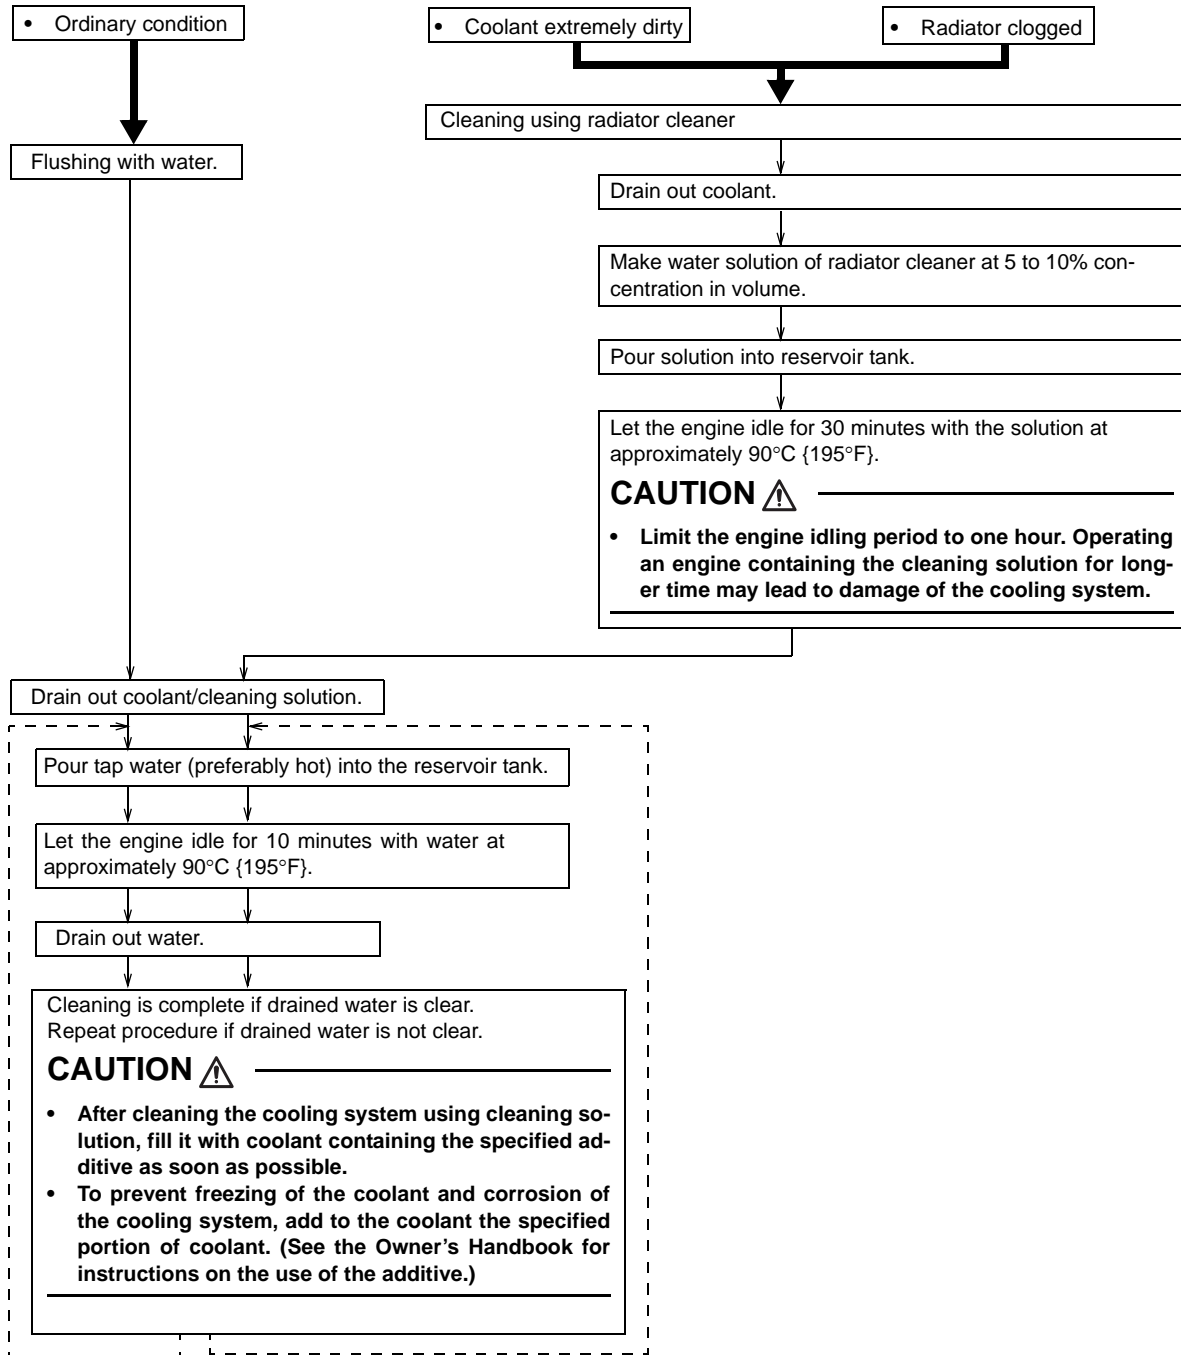 • Ordinary condition
• Coolant extremely dirty
• Radiator clogged
Cleaning using radiator cleaner
Flushing with water.
Drain out coolant.
Make water solution of radiator cleaner at 5 to 10% con-
centration in volume.
Pour solution into reservoir tank.
Let the engine idle for 30 minutes with the solution at
approximately 90°C {195°F}.
CAUTION
• Limit the engine idling period to one hour. Operating
an engine containing the cleaning solution for long-
er time may lead to damage of the cooling system.
Drain out coolant/cleaning solution.
Pour tap water (preferably hot) into the reservoir tank.
Let the engine idle for 10 minutes with water at
approximately 90°C {195°F}.
Drain out water.
Cleaning is complete if drained water is clear.
Repeat procedure if drained water is not clear.
CAUTION
• After cleaning the cooling system using cleaning so-
lution, fill it with coolant containing the specified ad-
ditive as soon as possible.
• To prevent freezing of the coolant and corrosion of
the cooling system, add to the coolant the specified
portion of coolant. (See the Owner's Handbook for
instructions on the use of the additive.)